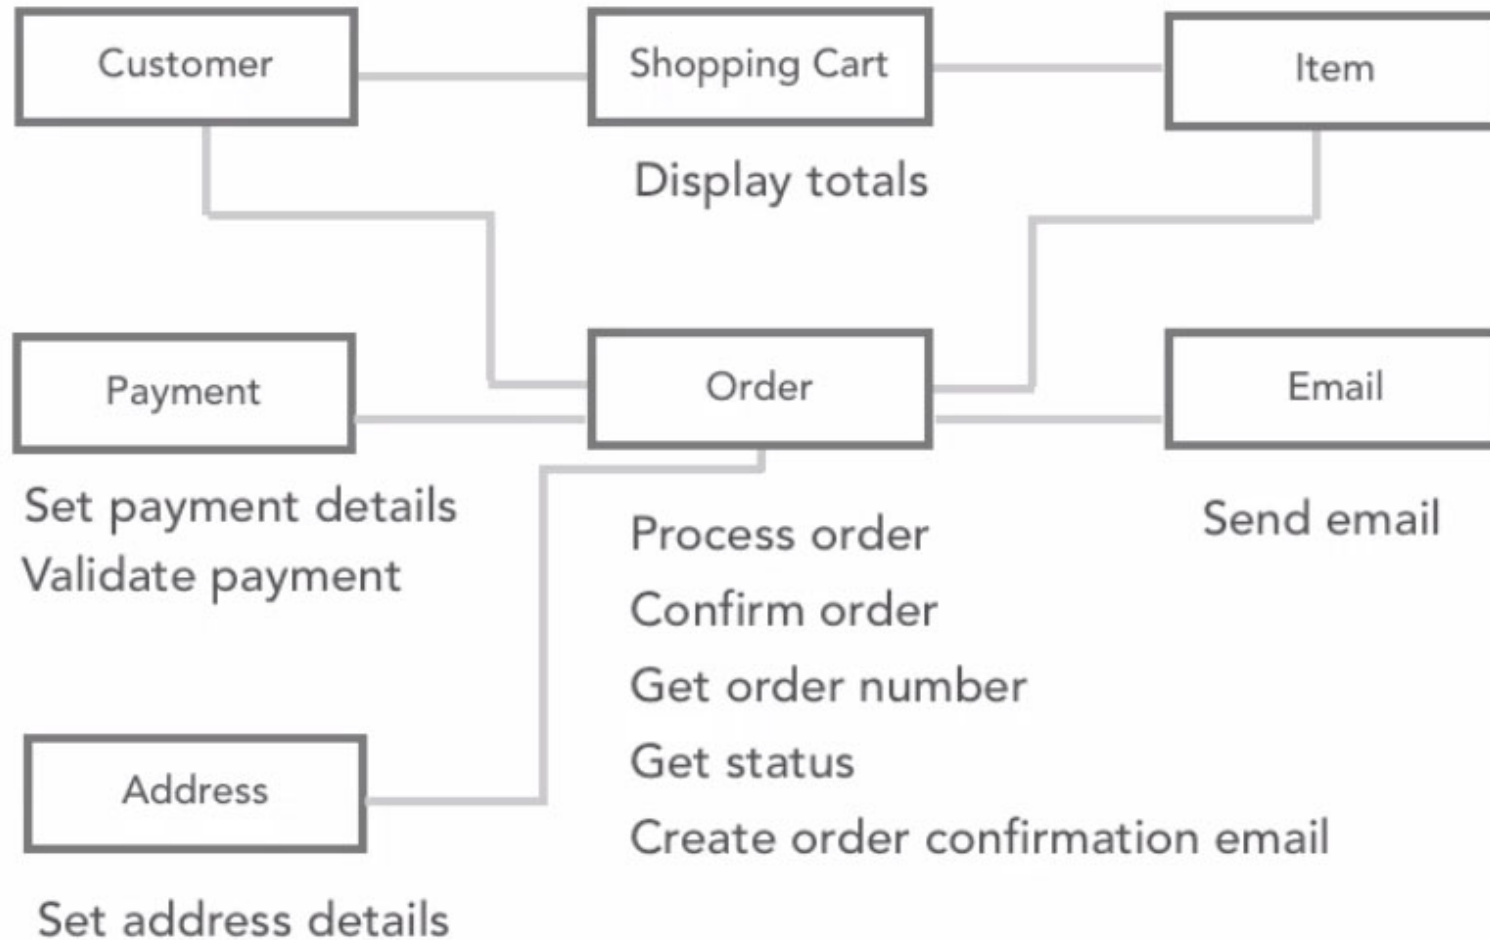 Customer
Shopping Cart
Item
Display totals
Payment
Order
Email
Set payment details
Validate payment
Process order
Confirm order
Get order number
Get status
Create order confirmation email
Send email
Address
Set address details